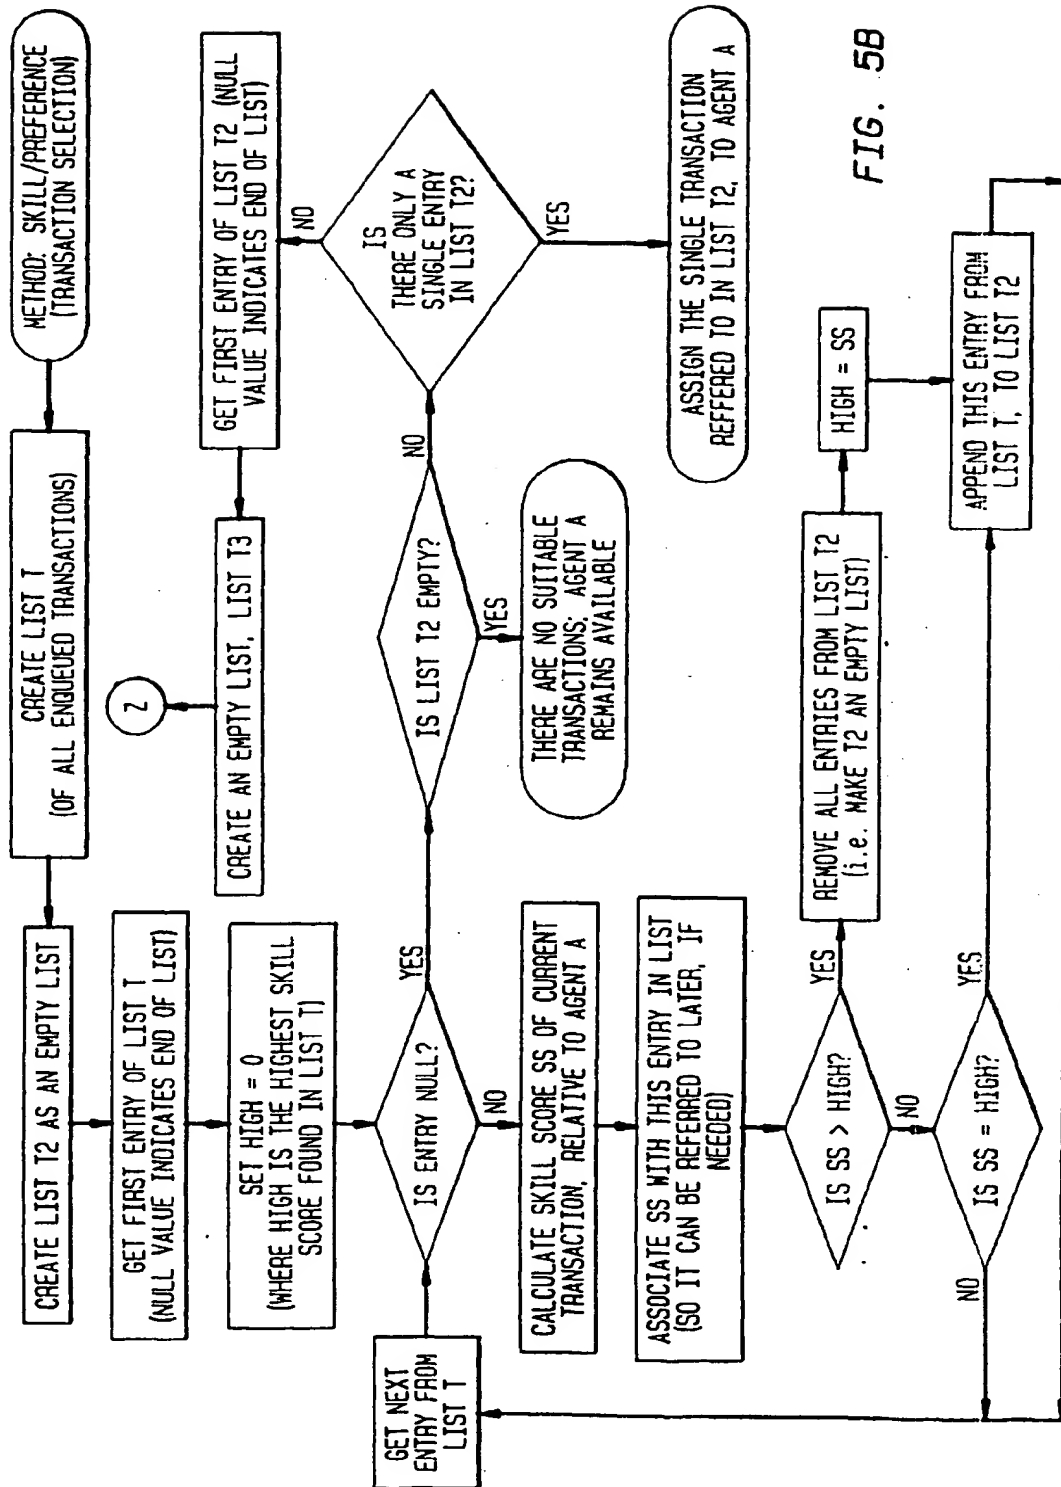 METHOD: SKILL/PREFERENCE
(TRANSACTION SELECTION)
CREATE LIST T
(OF ALL ENQUEUED TRANSACTIONS)
CREATE LIST T2 AS AN EMPTY LIST
GET FIRST ENTRY OF LIST T
(NULL VALUE INDICATES END OF LIST)
SET HIGH = 0
(WHERE HIGH IS THE HIGHEST SKILL
SCORE FOUND IN LIST T)
IS ENTRY NULL?
YES
NO
GET NEXT
ENTRY FROM
LIST T
CALCULATE SKILL SCORE SS OF CURRENT
TRANSACTION, RELATIVE TO AGENT A
ASSOCIATE SS WITH THIS ENTRY IN LIST
(SO IT CAN BE REFERRED TO LATER, IF
NEEDED)
IS SS > HIGH?
YES
NO
REMOVE ALL ENTRIES FROM LIST T2
(i.e. MAKE T2 AN EMPTY LIST)
HIGH = SS
IS SS = HIGH?
YES
NO
APPEND THIS ENTRY FROM
LIST T, TO LIST T2
IS LIST T2 EMPTY?
NO
YES
THERE ARE NO SUITABLE
TRANSACTIONS; AGENT A
REMAINS AVAILABLE
IS
THERE ONLY A
SINGLE ENTRY
IN LIST T2?
NO
YES
ASSIGN THE SINGLE TRANSACTION
REFFERED TO IN LIST T2, TO AGENT A
GET FIRST ENTRY OF LIST T2 (NULL
VALUE INDICATES END OF LIST)
CREATE AN EMPTY LIST, LIST T3
Z
FIG. 5B